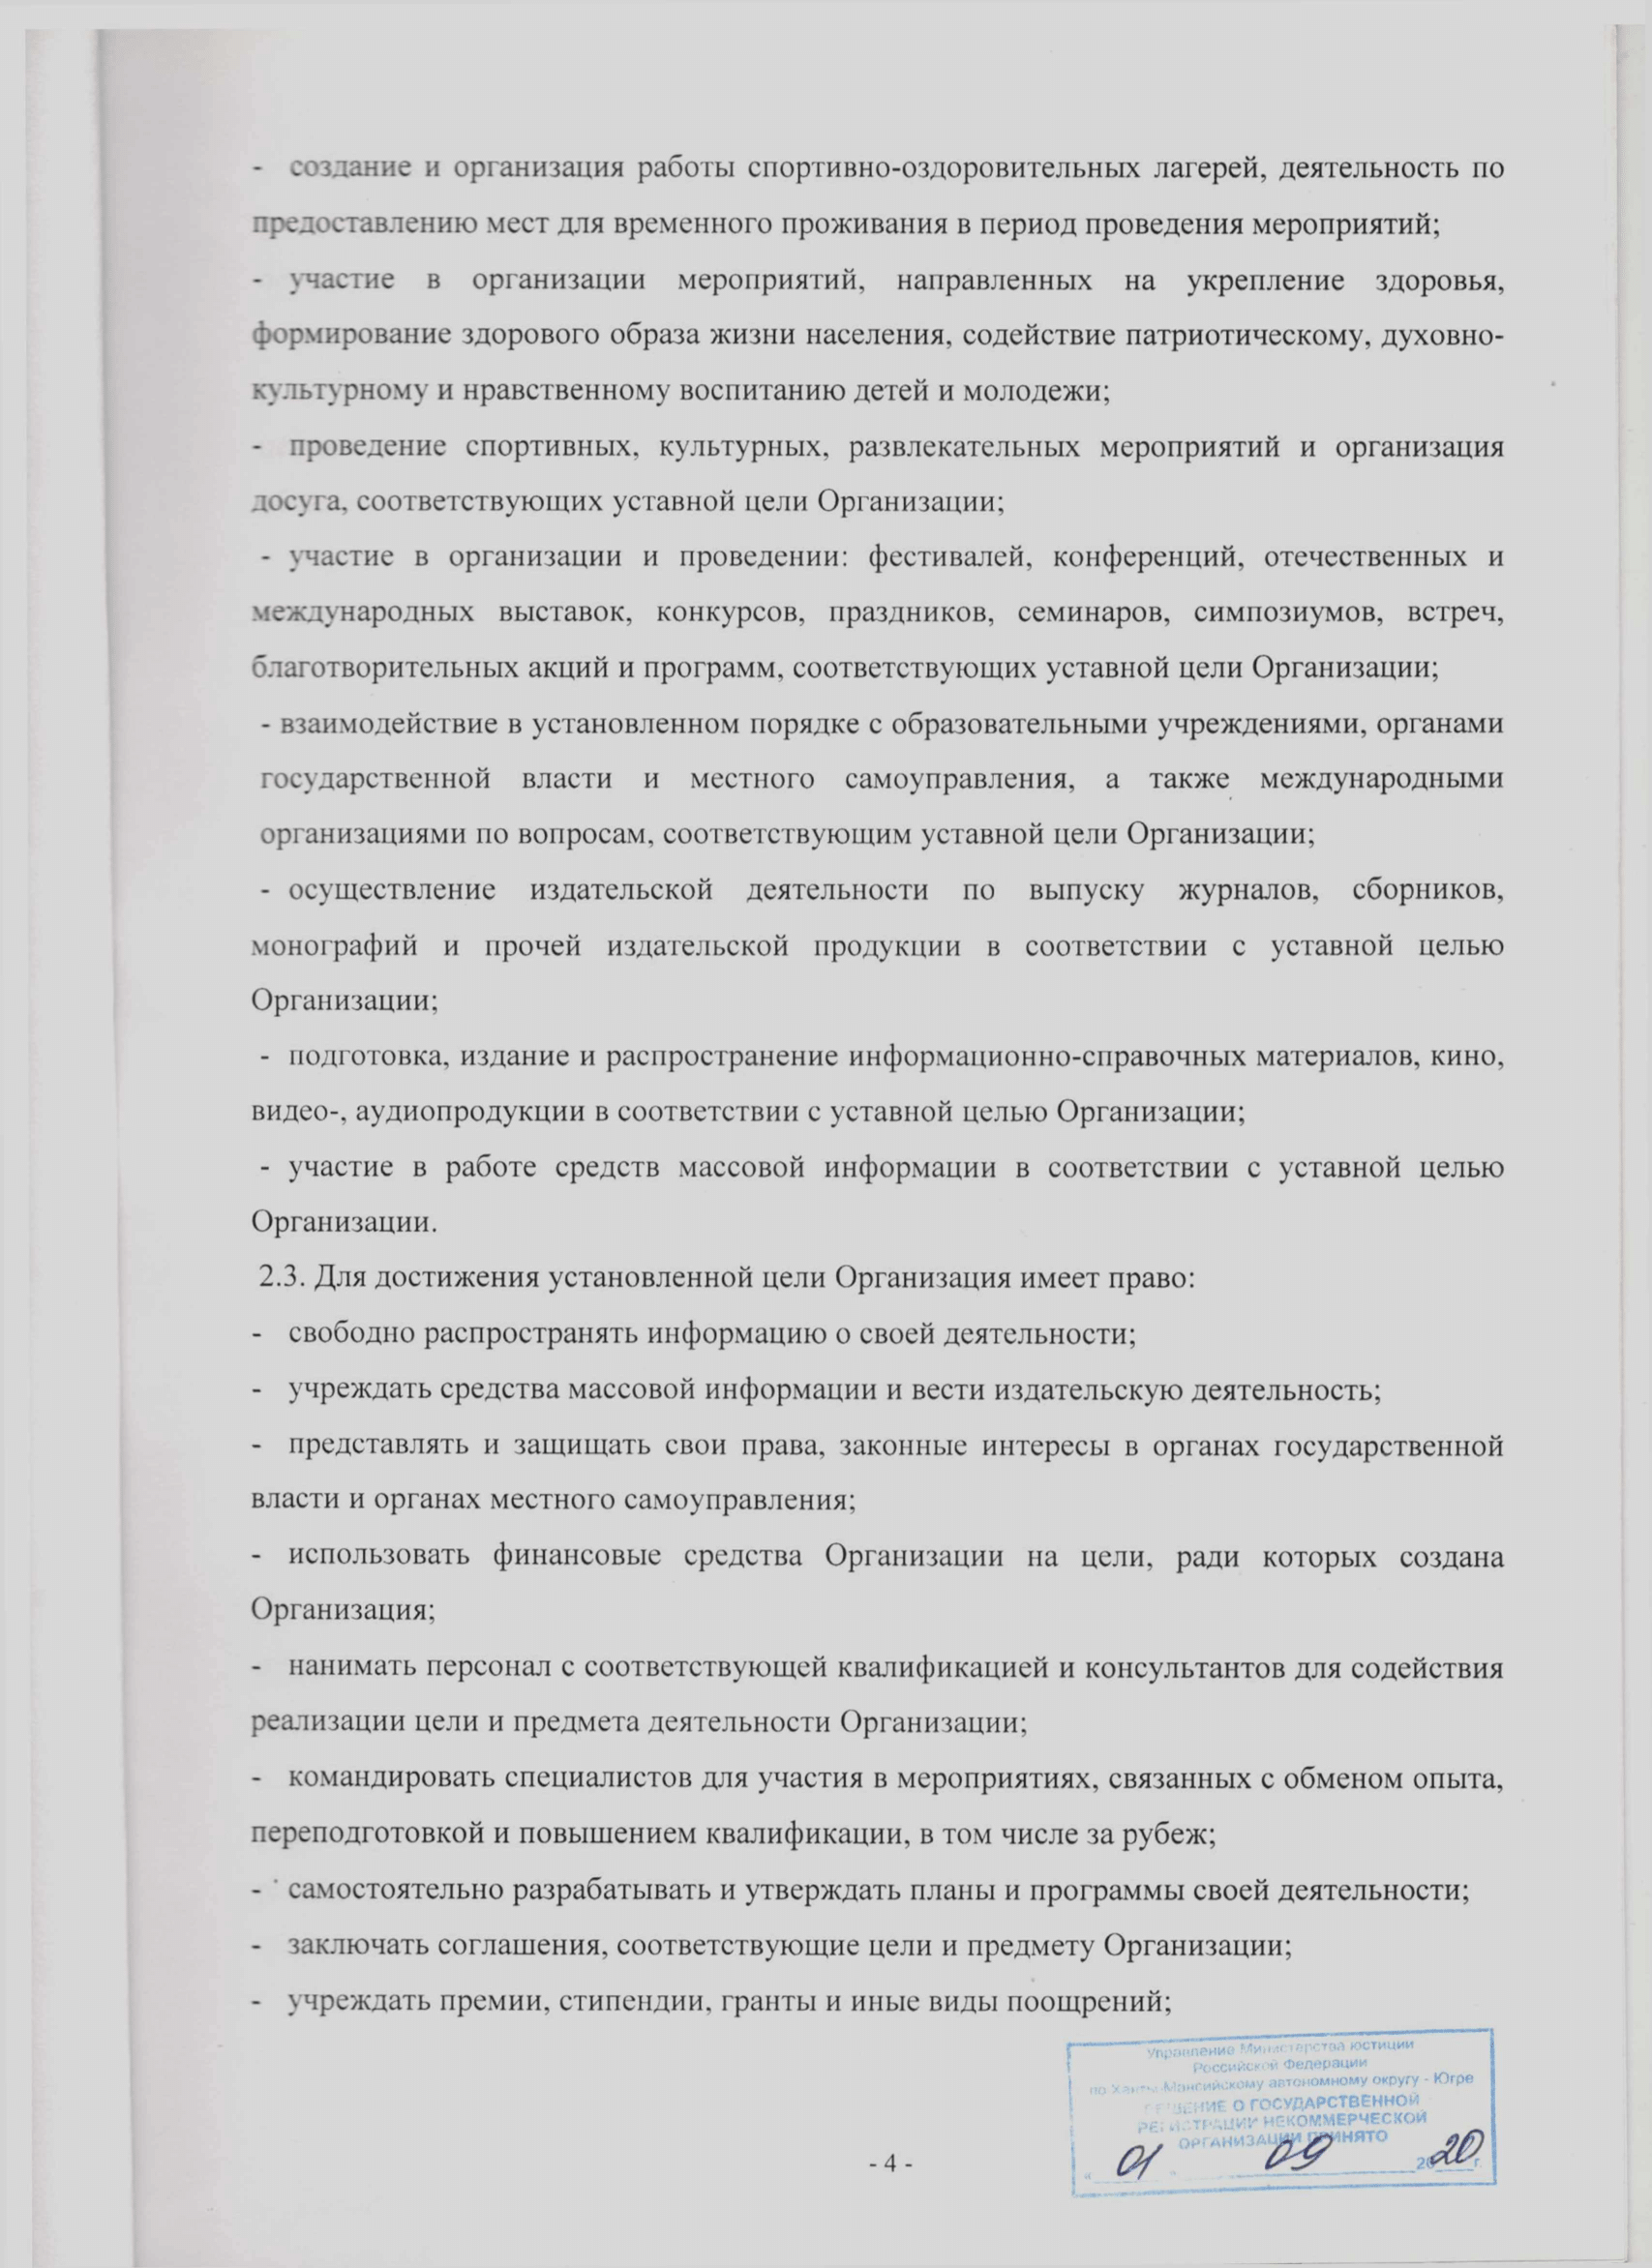 - создание и организация работы спортивно-оздоровительных лагерей, деятельность по
предоставлению мест для временного проживания в период проведения мероприятий;
- участие в организации мероприятий, направленных на укрепление здоровья,
формирование здорового образа жизни населения, содействие патриотическому, духовно-
культурному и нравственному воспитанию детей и молодежи;
- проведение спортивных, культурных, развлекательных мероприятий и организация
досуга, соответствующих уставной цели Организации;
- участие в организации и проведении: фестивалей, конференций, отечественных и
международных выставок, конкурсов, праздников, семинаров, симпозиумов, встреч,
благотворительных акций и программ, соответствующих уставной цели Организации;
- взаимодействие в установленном порядке с образовательными учреждениями, органами
государственной власти и местного самоуправления, а также международными
организациями по вопросам, соответствующим уставной цели Организации;
- осуществление издательской деятельности по выпуску журналов, сборников,
монографий и прочей издательской продукции в соответствии с уставной целью
Организации;
- подготовка, издание и распространение информационно-справочных материалов, кино,
видео-, аудиопродукции в соответствии с уставной целью Организации;
- участие в работе средств массовой информации в соответствии с уставной целью
Организации.
2.3. Для достижения установленной цели Организация имеет право:
- свободно распространять информацию о своей деятельности;
- учреждать средства массовой информации и вести издательскую деятельность;
- представлять и защищать свои права, законные интересы в органах государственной
власти и органах местного самоуправления;
- использовать финансовые средства Организации на цели, ради которых создана
Организация;
- нанимать персонал с соответствующей квалификацией и консультантов для содействия
реализации цели и предмета деятельности Организации;
- командировать специалистов для участия в мероприятиях, связанных с обменом опыта,
переподготовкой и повышением квалификации, в том числе за рубеж;
- самостоятельно разрабатывать и утверждать планы и программы своей деятельности;
- заключать соглашения, соответствующие цели и предмету Организации;
- учреждать премии, стипендии, гранты и иные виды поощрений;
Управление Министерства юстиции
Российской Федерации
по Ханты-Мансийскому автономному округу - Югре
РЕШЕНИЕ О ГОСУДАРСТВЕННОЙ
РЕГИСТРАЦИИ НЕКОММЕРЧЕСКОЙ
ОРГАНИЗАЦИИ ПРИНЯТО
« 01 » 09 2020 г.
- 4 -